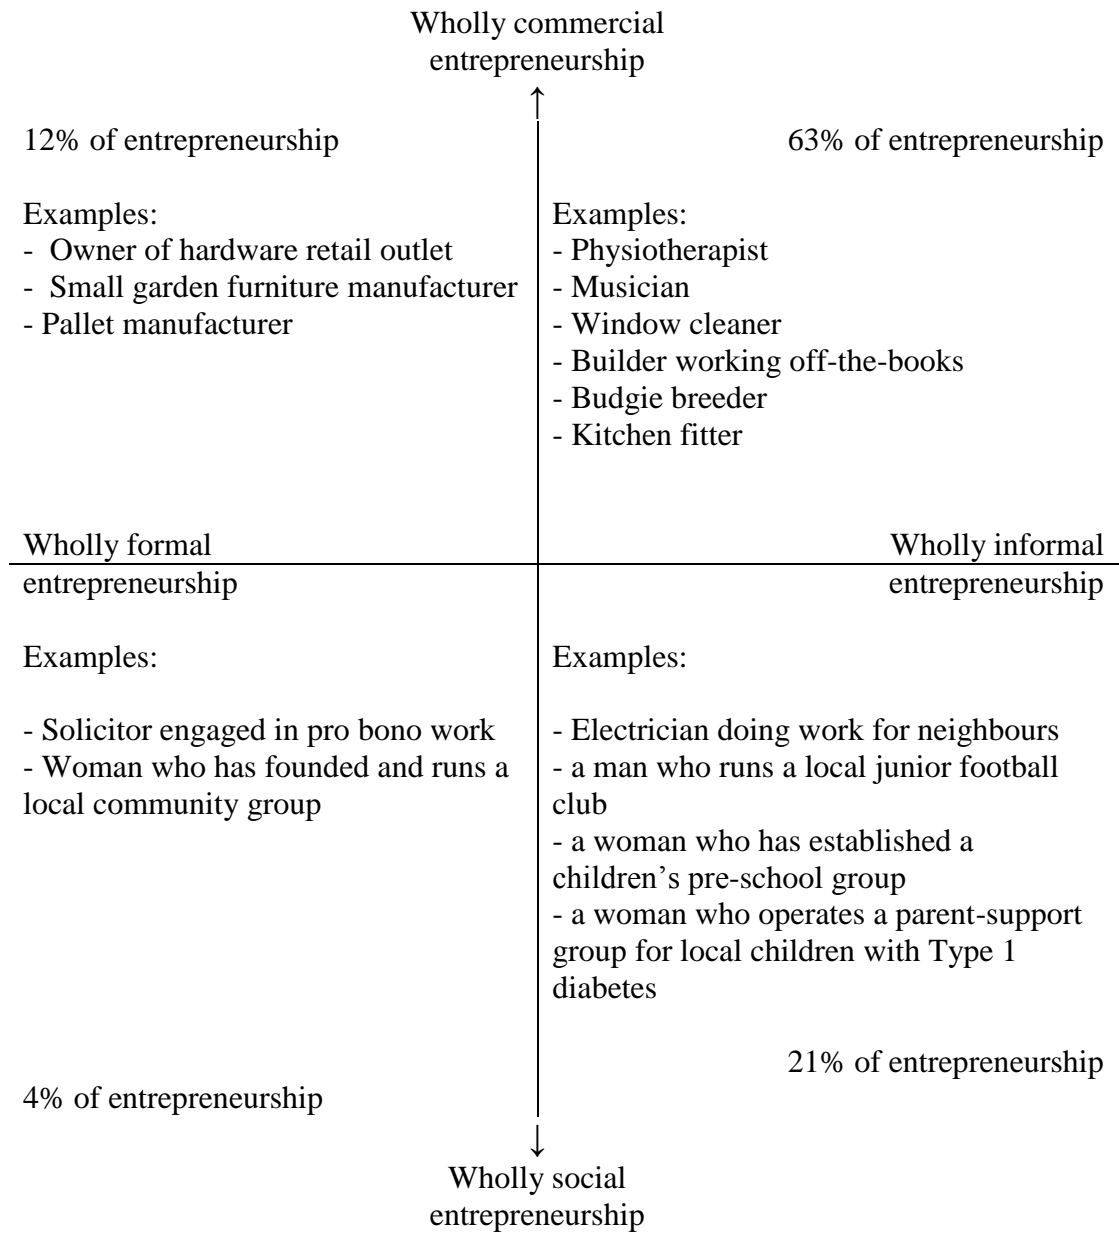 Wholly commercial
entrepreneurship
↑
12% of entrepreneurship
63% of entrepreneurship
Examples:
- Owner of hardware retail outlet
- Small garden furniture manufacturer
- Pallet manufacturer
Examples:
- Physiotherapist
- Musician
- Window cleaner
- Builder working off-the-books
- Budgie breeder
- Kitchen fitter
Wholly formal
entrepreneurship
Wholly informal
entrepreneurship
Examples:
- Solicitor engaged in pro bono work
- Woman who has founded and runs a
local community group
4% of entrepreneurship
Examples:
- Electrician doing work for neighbours
- a man who runs a local junior football
club
- a woman who has established a
children’s pre-school group
- a woman who operates a parent-support
group for local children with Type 1
diabetes
21% of entrepreneurship
↓
Wholly social
entrepreneurship